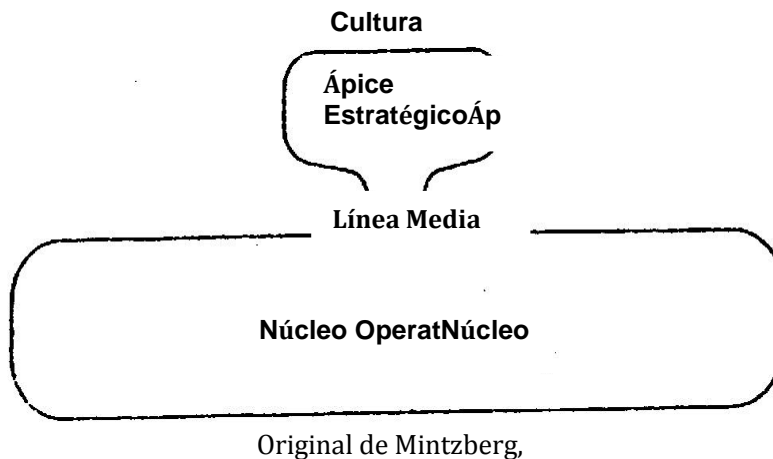 Cultura
Ápice
EstratégicoÁp
Línea Media
Núcleo OperatNúcleo
Original de Mintzberg,